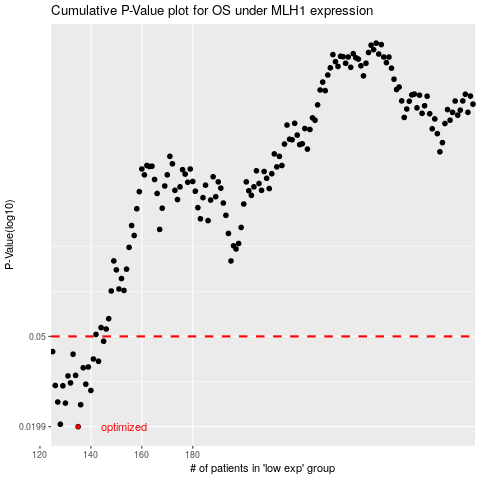 Cumulative P-Value plot for OS under MLH1 expression
P-Value(log10)
0.05
0.0199
optimized
120 140 160 180
# of patients in 'low exp' group